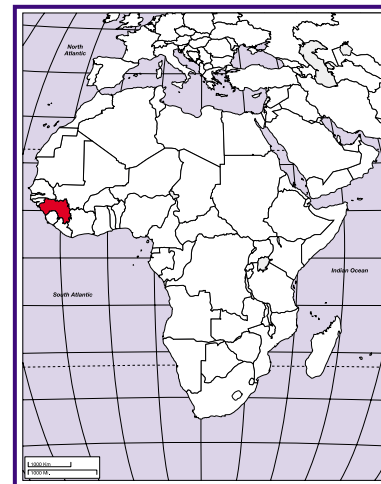 North
Atlantic
Indian Ocean
South Atlantic
1000 Km
1000 Mi.